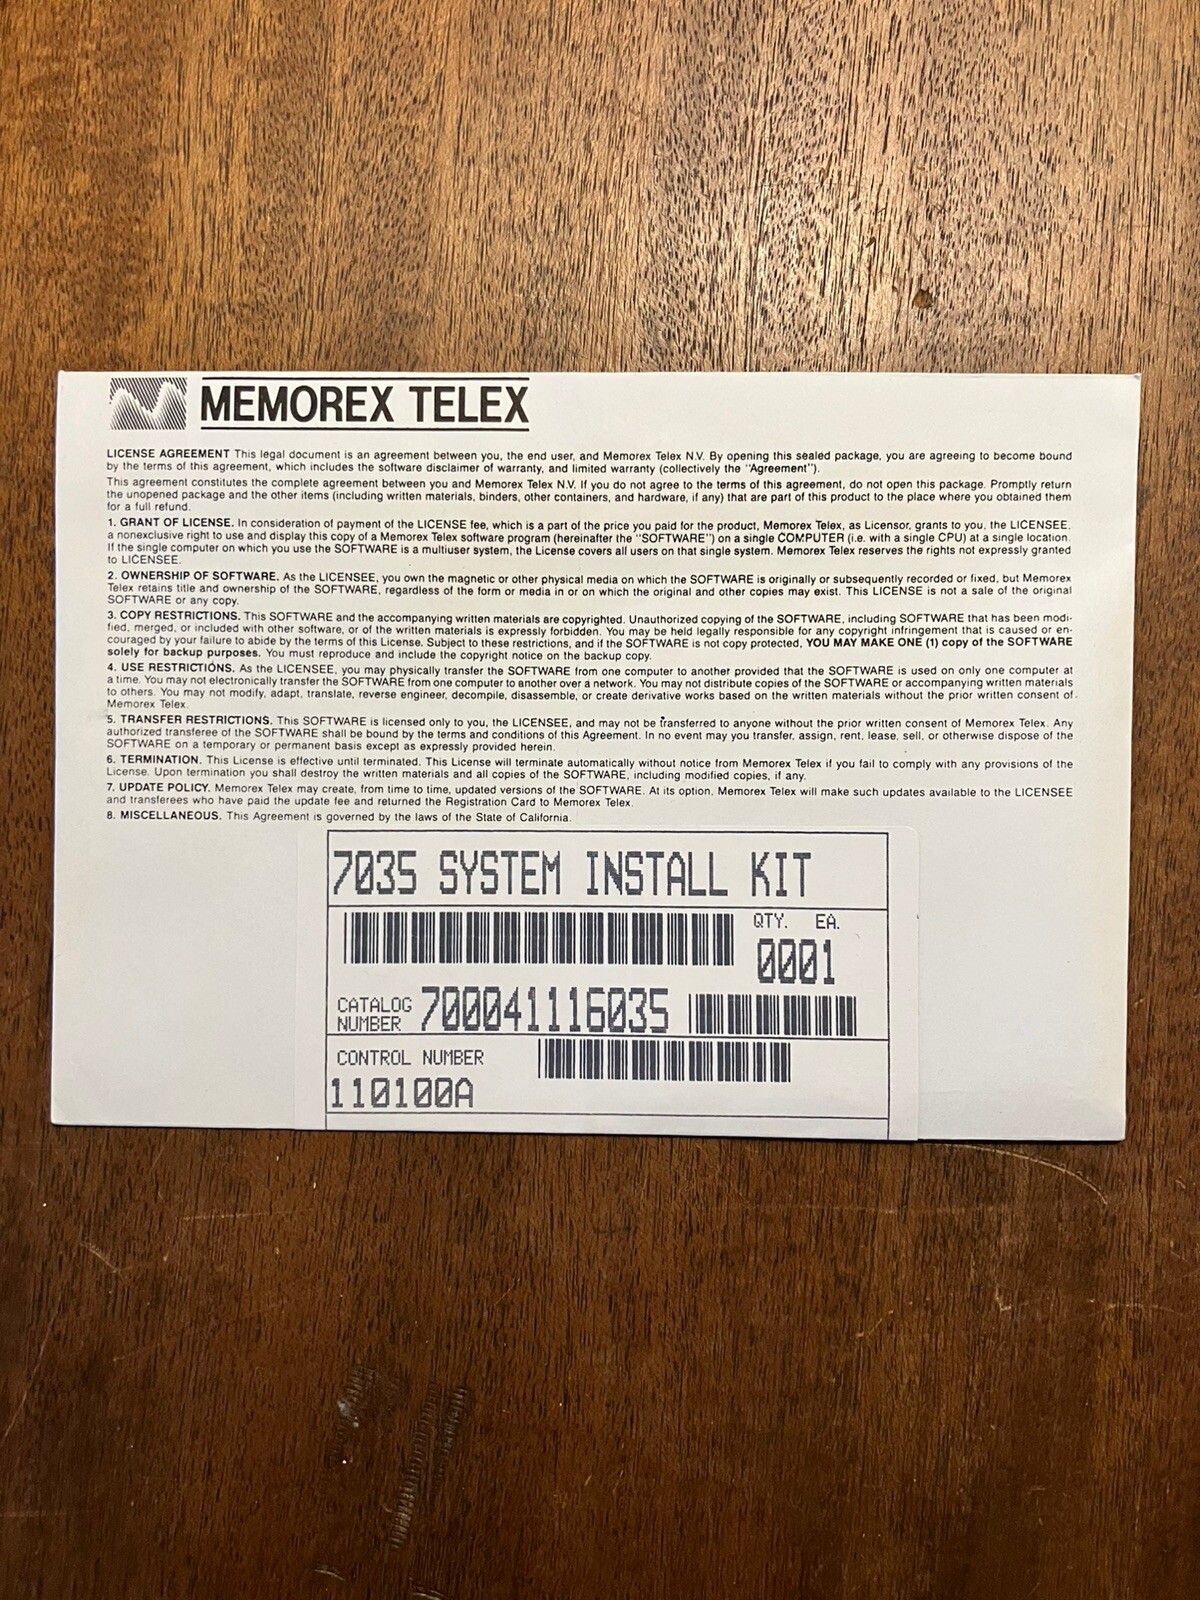 MEMOREX TELEX
LICENSE AGREEMENT This legal document is an agreement between you, the end user, and Memorex Telex N.V. By opening this sealed package, you are agreeing to become bound
by the terms of this agreement, which includes the software disclaimer of warranty, and limited warranty (collectively the "Agreement").
This agreement constitutes the complete agreement between you and Memorex Telex N.V. If you do not agree to the terms of this agreement, do not open this package. Promptly return
the unopened package and the other items (including written materials, binders, other containers, and hardware, if any) that are part of this product to the place where you obtained them
for a full refund.
1. GRANT OF LICENSE. In consideration of payment of the LICENSE fee, which is a part of the price you paid for the product, Memorex Telex, as Licensor, grants to you, the LICENSEE,
a nonexclusive right to use and display this copy of a Memorex Telex software program (hereinafter the "SOFTWARE") on a single COMPUTER (i.e. with a single CPU) at a single location.
If the single computer on which you use the SOFTWARE is a multiuser system, the License covers all users on that single system. Memorex Telex reserves the rights not expressly granted
to LICENSEE.
2. OWNERSHIP OF SOFTWARE. As the LICENSEE, you own the magnetic or other physical media on which the SOFTWARE is originally or subsequently recorded or fixed, but Memorex
Telex retains title and ownership of the SOFTWARE, regardless of the form or media in or on which the original and other copies may exist. This LICENSE is not a sale of the original
SOFTWARE or any copy.
3. COPY RESTRICTIONS. This SOFTWARE and the accompanying written materials are copyrighted. Unauthorized copying of the SOFTWARE, including SOFTWARE that has been modi-
fied, merged, or included with other software, or of the written materials is expressly forbidden. You may be held legally responsible for any copyright infringement that is caused or en-
couraged by your failure to abide by the terms of this License. Subject to these restrictions, and if the SOFTWARE is not copy protected, YOU MAY MAKE ONE (1) copy of the SOFTWARE
solely for backup purposes. You must reproduce and include the copyright notice on the backup copy.
4. USE RESTRICTIONS. As the LICENSEE, you may physically transfer the SOFTWARE from one computer to another provided that the SOFTWARE is used on only one computer at
a time. You may not electronically transfer the SOFTWARE from one computer to another over a network. You may not distribute copies of the SOFTWARE or accompanying written materials
to others. You may not modify, adapt, translate, reverse engineer, decompile, disassemble, or create derivative works based on the written materials without the prior written consent of
Memorex Telex.
5. TRANSFER RESTRICTIONS. This SOFTWARE is licensed only to you, the LICENSEE, and may not be transferred to anyone without the prior written consent of Memorex Telex. Any
authorized transferee of the SOFTWARE shall be bound by the terms and conditions of this Agreement. In no event may you transfer, assign, rent, lease, sell, or otherwise dispose of the
SOFTWARE on a temporary or permanent basis except as expressly provided herein.
6. TERMINATION. This License is effective until terminated. This License will terminate automatically without notice from Memorex Telex if you fail to comply with any provisions of the
License. Upon termination you shall destroy the written materials and all copies of the SOFTWARE, including modified copies, if any.
7. UPDATE POLICY. Memorex Telex may create, from time to time, updated versions of the SOFTWARE. At its option, Memorex Telex will make such updates available to the LICENSEE
and transferees who have paid the update fee and returned the Registration Card to Memorex Telex.
8. MISCELLANEOUS. This Agreement is governed by the laws of the State of California.
7035 SYSTEM INSTALL KIT
QTY. EA.
0001
CATALOG NUMBER 700041116035
CONTROL NUMBER
110100A